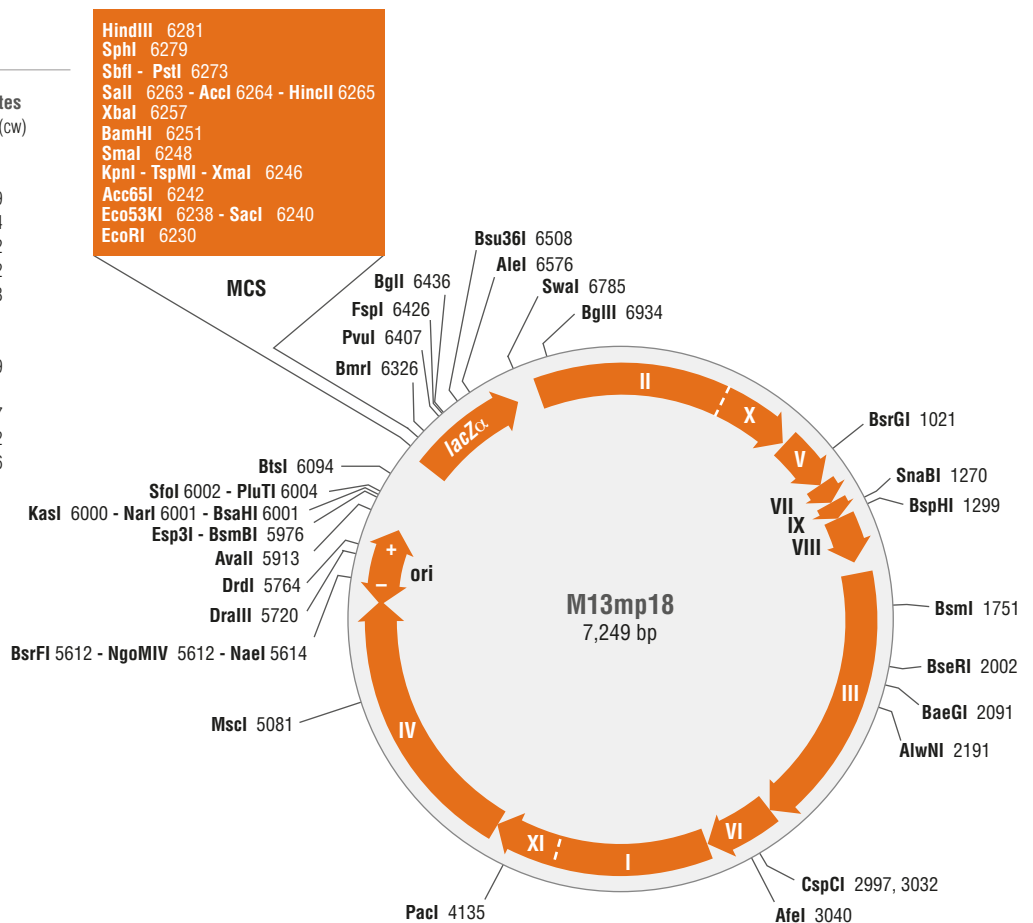 HindIII 6281
SphI 6279
SbfI - PstI 6273
SalI 6263 - AccI 6264 - HincII 6265
XbaI 6257
BamHI 6251
SmaI 6248
KpnI - TspMI - XmaI 6246
Acc65I 6242
Eco53KI 6238 - SacI 6240
EcoRI 6230
(cw)
MCS
Bsu36I 6508
AleI 6576
SwaI 6785
BglII 6934
BglI 6436
FspI 6426
PvuI 6407
BmrI 6326
BtsI 6094
SfoI 6002 - PluTI 6004
KasI 6000 - NarI 6001 - BsaHI 6001
Esp3I - BsmBI 5976
AvaII 5913
DrdI 5764
DraIII 5720
BsrFI 5612 - NgoMIV 5612 - NaeI 5614
MscI 5081
PacI 4135
BsrGI 1021
SnaBI 1270
BspHI 1299
BsmI 1751
BseRI 2002
BaeGI 2091
AlwNI 2191
CspCI 2997, 3032
AfeI 3040
lacZα
II
X
V
VII
IX
VIII
III
VI
I
XI
IV
+
–
ori
M13mp18
7,249 bp